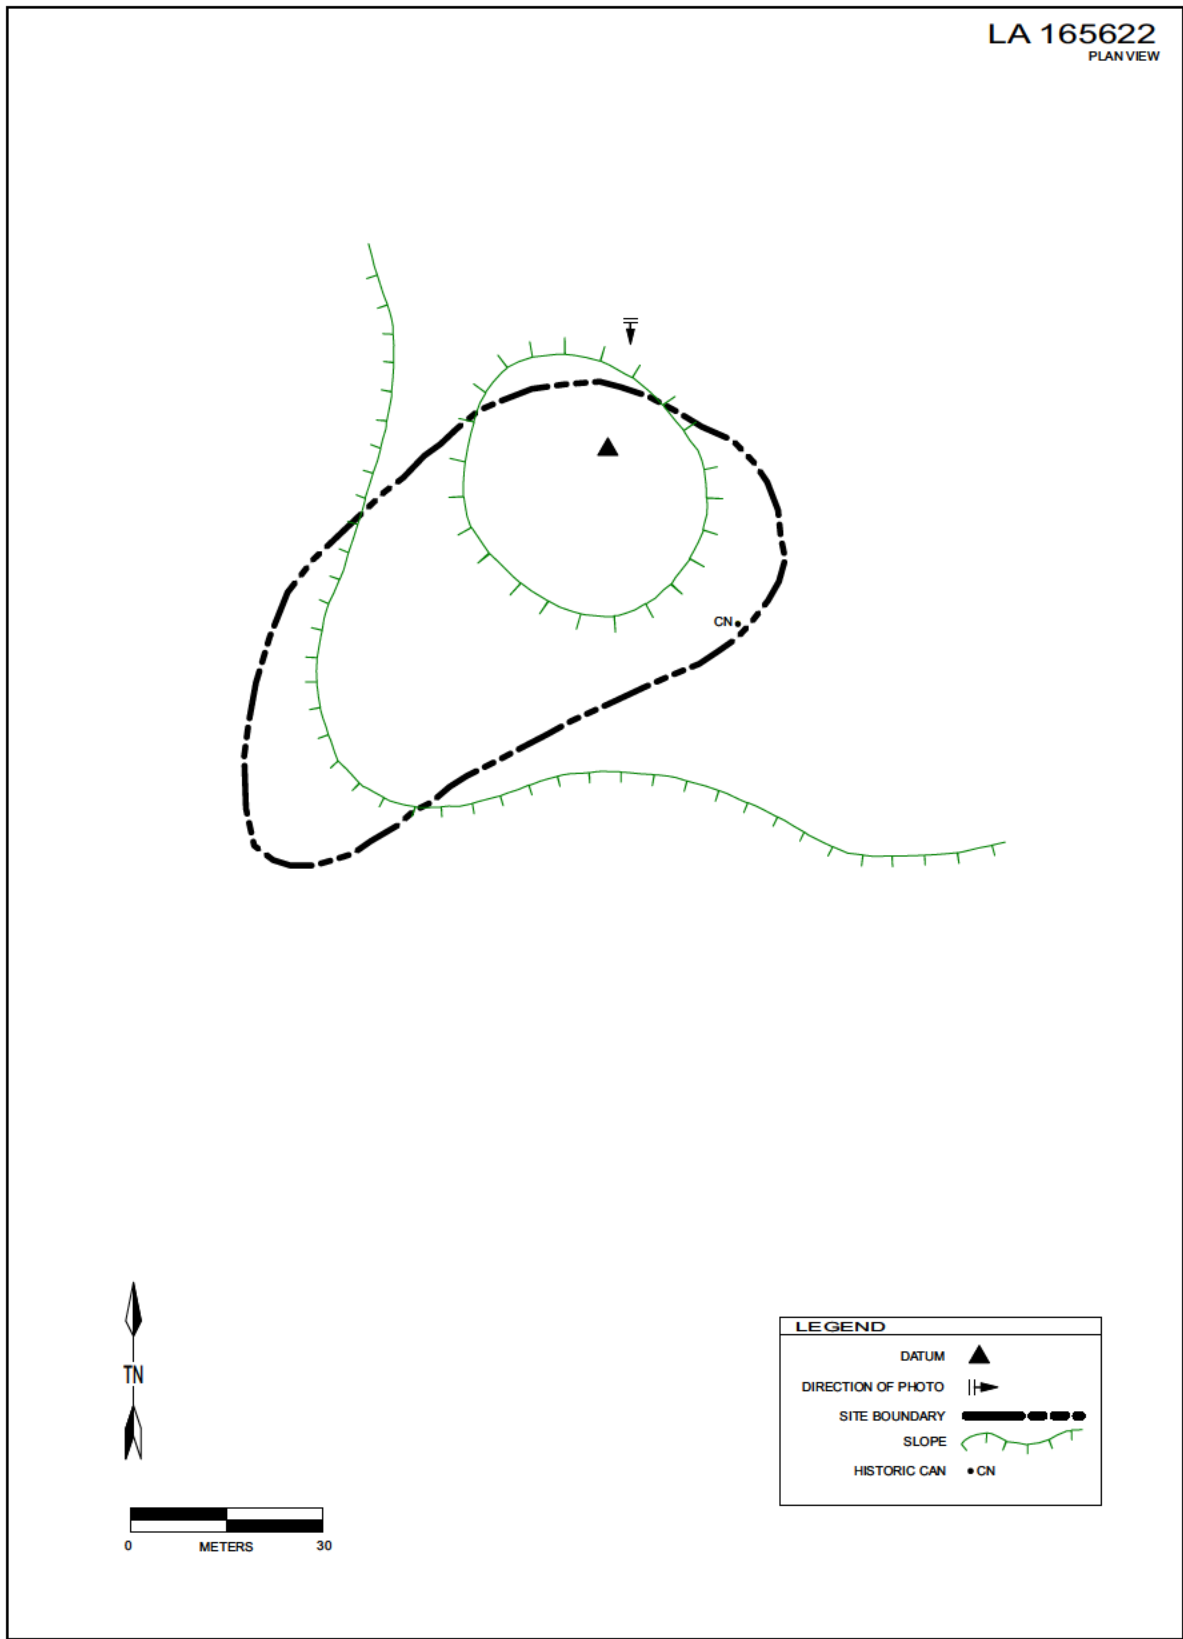 LA 165622
PLAN VIEW
CN
TN
0 METERS 30
LEGEND
DATUM
DIRECTION OF PHOTO
SITE BOUNDARY
SLOPE
HISTORIC CAN CN